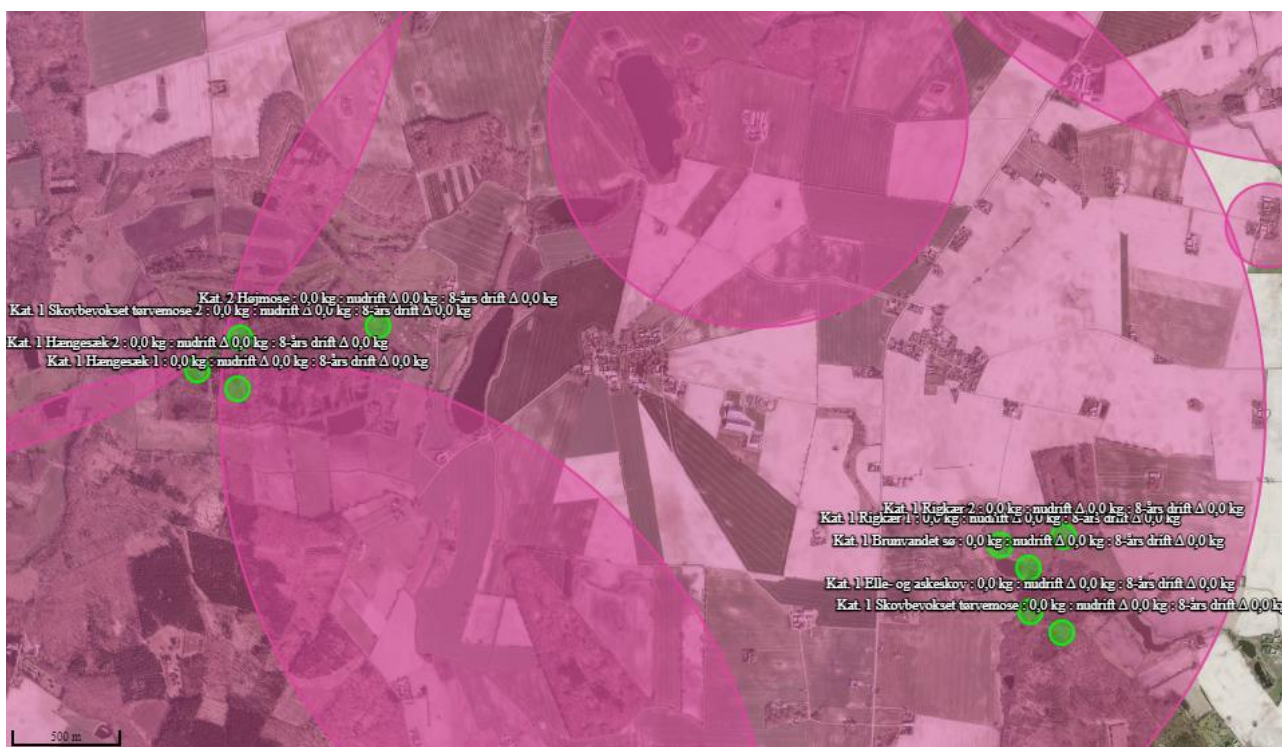 Kat. 2 Højmose : 0,0 kg : nudrift Δ 0,0 kg : 8-års drift Δ 0,0 kg
Kat. 1 Skovbevokset tørvemose 2 : 0,0 kg : nudrift Δ 0,0 kg : 8-års drift Δ 0,0 kg
Kat. 1 Hængesæk 2 : 0,0 kg : nudrift Δ 0,0 kg : 8-års drift Δ 0,0 kg
Kat. 1 Hængesæk 1 : 0,0 kg : nudrift Δ 0,0 kg : 8-års drift Δ 0,0 kg
Kat. 1 Rigkær 2 : 0,0 kg : nudrift Δ 0,0 kg : 8-års drift Δ 0,0 kg
Kat. 1 Rigkær 1 : 0,0 kg : nudrift Δ 0,0 kg : 8-års drift Δ 0,0 kg
Kat. 1 Brunvandet sø : 0,0 kg : nudrift Δ 0,0 kg : 8-års drift Δ 0,0 kg
Kat. 1 Elle- og askeskov : 0,0 kg : nudrift Δ 0,0 kg : 8-års drift Δ 0,0 kg
Kat. 1 Skovbevokset tørvemose : 0,0 kg : nudrift Δ 0,0 kg : 8-års drift Δ 0,0 kg
500 m